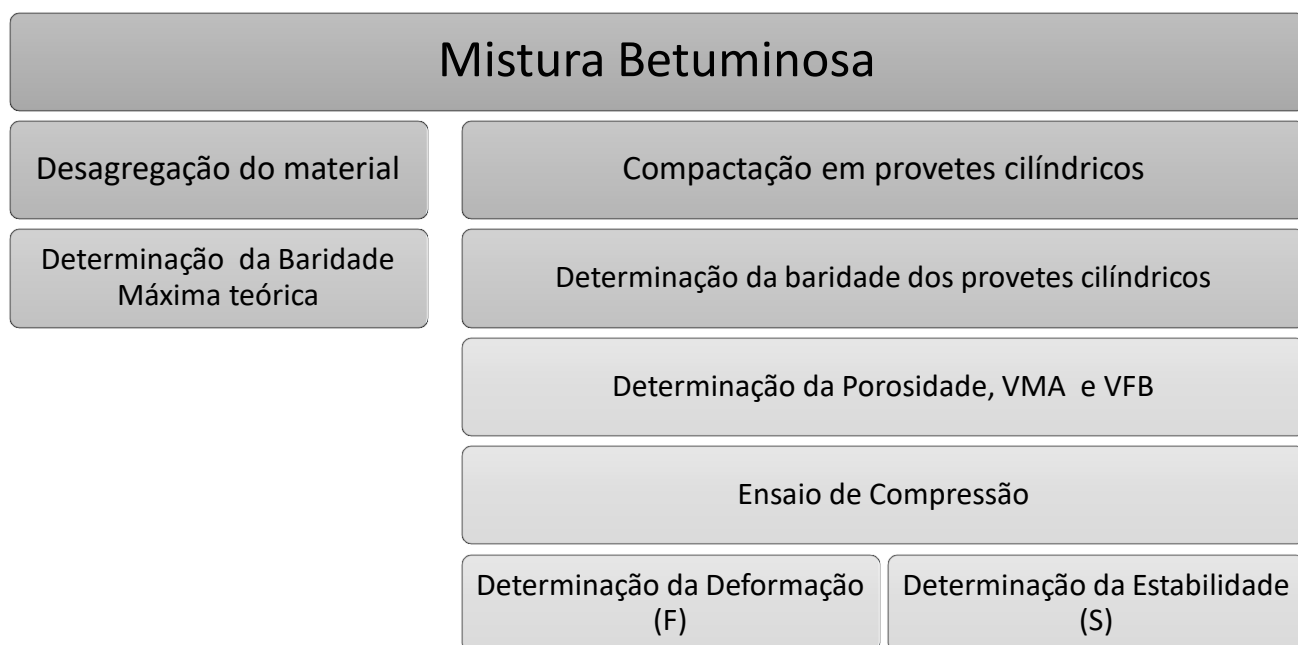 Mistura Betuminosa
Desagregação do material
Compactação em provetes cilíndricos
Determinação da Baridade
Máxima teórica
Determinação da baridade dos provetes cilíndricos
Determinação da Porosidade, VMA e VFB
Ensaio de Compressão
Determinação da Deformação
(F)
Determinação da Estabilidade
(S)